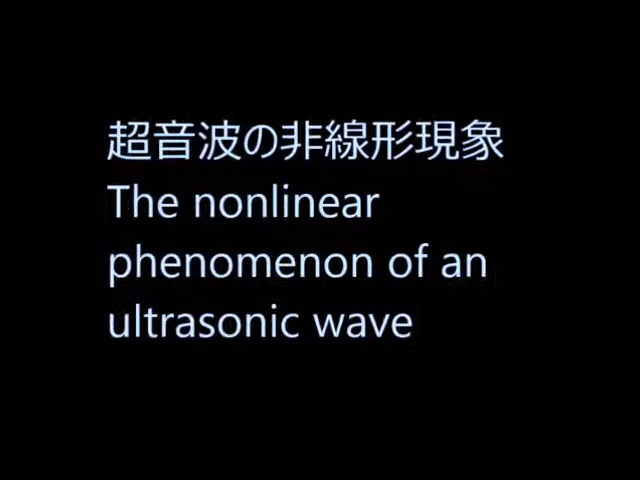 超音波の非線形現象
The nonlinear
phenomenon of an
ultrasonic wave